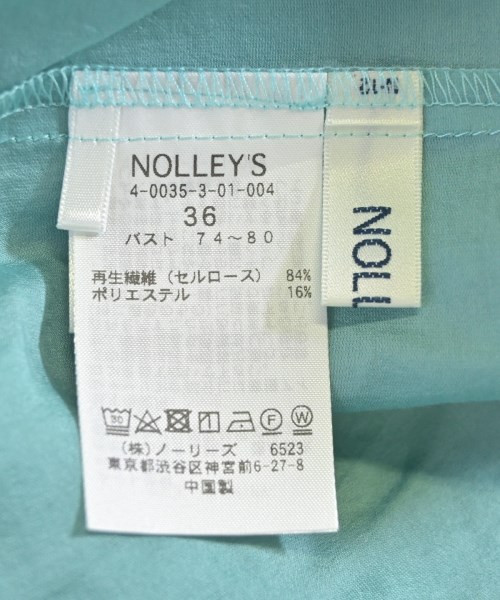 NOLLEY'S
4-0035-3-01-004
36
バスト 74～80
再生繊維（セルロース） 84%
ポリエステル 16%
30
F W
(株)ノーリーズ 6523
東京都渋谷区神宮前6-27-8
中国製
NOLL